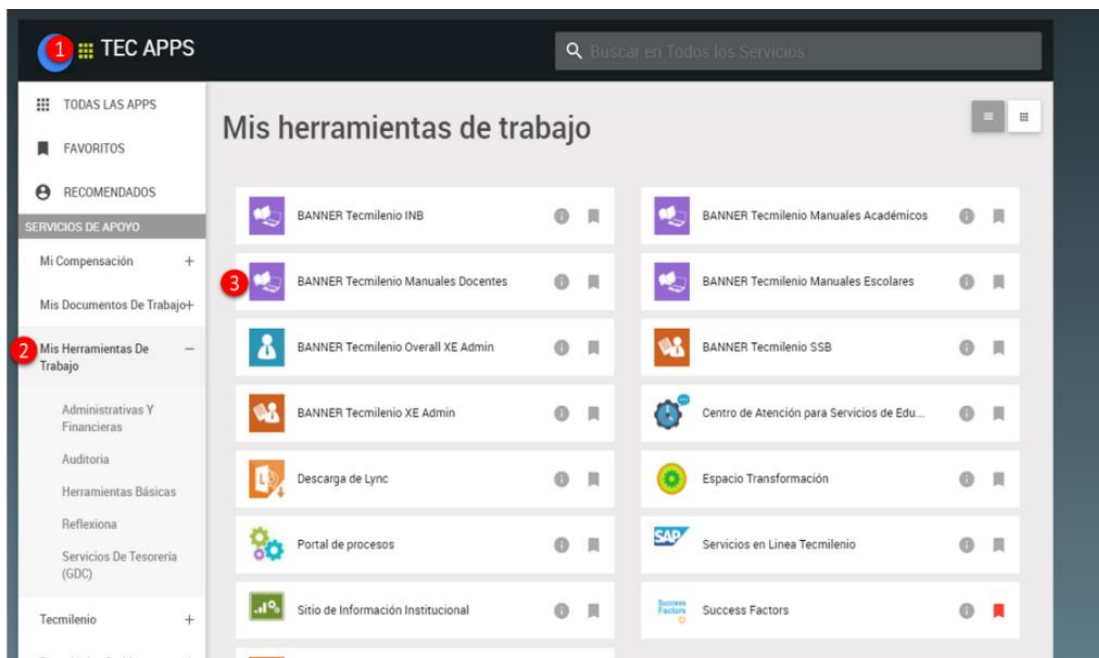 1 TEC APPS
Buscar en Todos los Servicios
TODAS LAS APPS
FAVORITOS
RECOMENDADOS
SERVICIOS DE APOYO
Mi Compensación +
Mis Documentos De Trabajo+
2 Mis Herramientas De –
Trabajo
Administrativas Y
Financieras
Auditoria
Herramientas Básicas
Reflexiona
Servicios De Tesorería
(GDC)
Tecmilenio +
Mis herramientas de trabajo
BANNER Tecmilenio INB
BANNER Tecmilenio Manuales Académicos
3 BANNER Tecmilenio Manuales Docentes
BANNER Tecmilenio Manuales Escolares
BANNER Tecmilenio Overall XE Admin
BANNER Tecmilenio SSB
BANNER Tecmilenio XE Admin
Centro de Atención para Servicios de Edu...
Descarga de Lync
Espacio Transformación
Portal de procesos
SAP Servicios en Linea Tecmilenio
Sitio de Información Institucional
Success
Factors
Success Factors